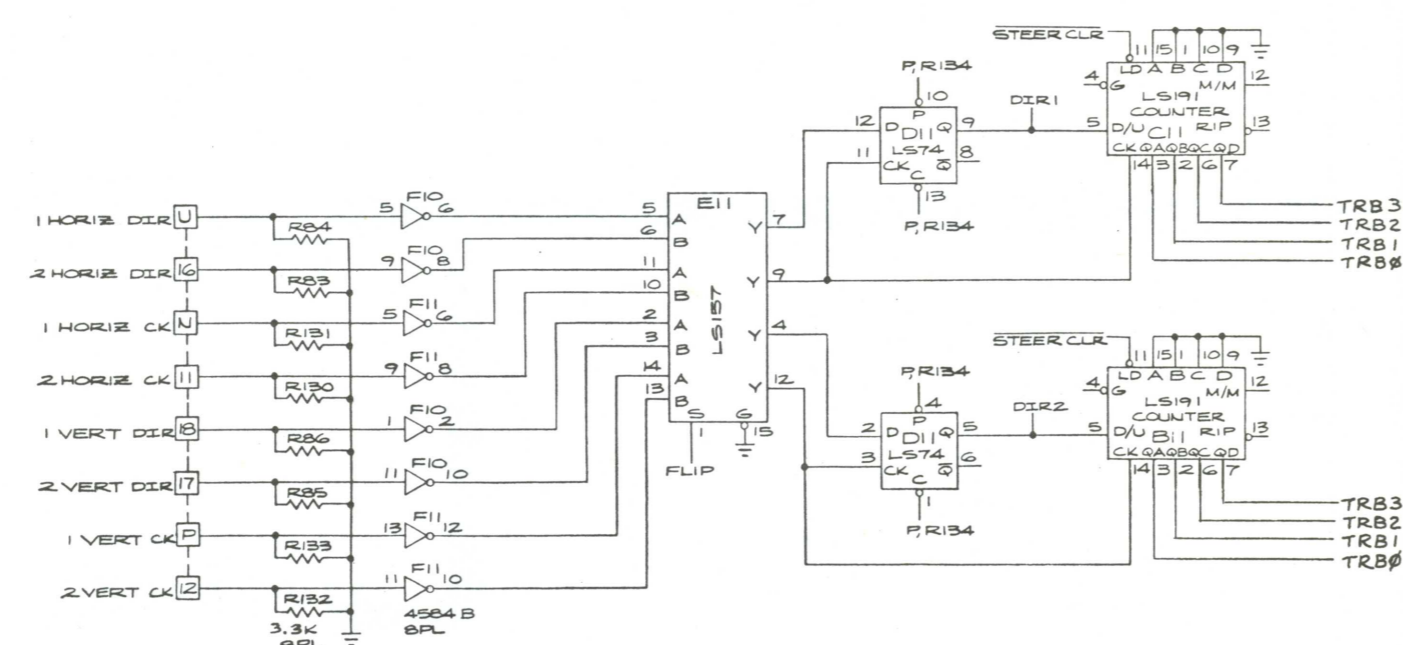 STEER CLR
11 15 1 10 9
LD A B C D
4 G M/M 12
LS191
COUNTER
5 D/U C11 RIP 13
CK QA QB QC QD
14 3 2 6 7
P,R134
10
12 D P Q 9
D11
LS74
11 CK Q 8
C
13
P,R134
DIR1
TRB3
TRB2
TRB1
TRBØ
1 HORIZ DIR U
R84
5 F10 6
2 HORIZ DIR 16
R83
9 F10 8
1 HORIZ CK N
R131
5 F11 6
2 HORIZ CK 11
R130
9 F11 8
1 VERT DIR 18
R86
1 F10 2
2 VERT DIR 17
R85
11 F10 10
1 VERT CK P
R133
13 F11 12
2 VERT CK 12
R132
3.3K
8PL
11 F11 10
4584B
8PL
E11
LS157
5 A
6 B
11 A
10 B
2 A
3 B
14 A
13 B
Y 7
Y 9
Y 4
Y 12
S G
1 15
FLIP
P,R134
4
2 D P Q 5
D11
LS74
3 CK Q 6
C
1
P,R134
DIR2
STEER CLR
11 15 1 10 9
LD A B C D
4 G M/M 12
LS191
COUNTER
5 D/U B11 RIP 13
CK QA QB QC QD
14 3 2 6 7
TRB3
TRB2
TRB1
TRBØ